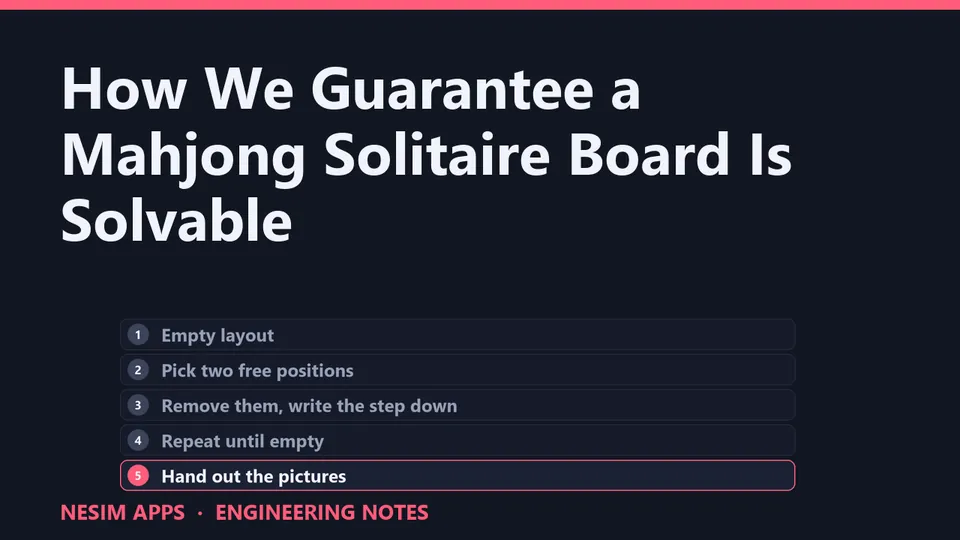 How We Guarantee a
Mahjong Solitaire Board Is
Solvable
1 Empty layout
2 Pick two free positions
3 Remove them, write the step down
4 Repeat until empty
5 Hand out the pictures
NESIM APPS · ENGINEERING NOTES